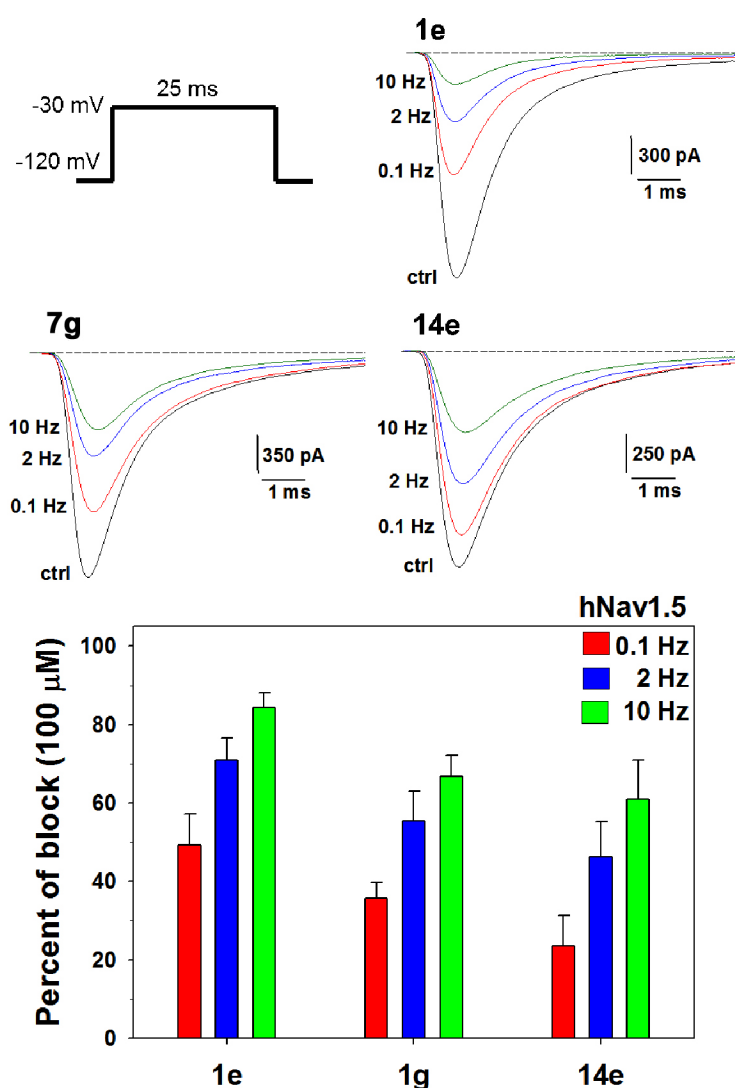 1e
25 ms
-30 mV
-120 mV
10 Hz
2 Hz
0.1 Hz
ctrl
300 pA
1 ms
7g
10 Hz
2 Hz
0.1 Hz
ctrl
350 pA
1 ms
14e
10 Hz
2 Hz
0.1 Hz
ctrl
250 pA
1 ms
hNav1.5
0.1 Hz
2 Hz
10 Hz
Percent of block (100 µM)
100
80
60
40
20
0
1e
1g
14e